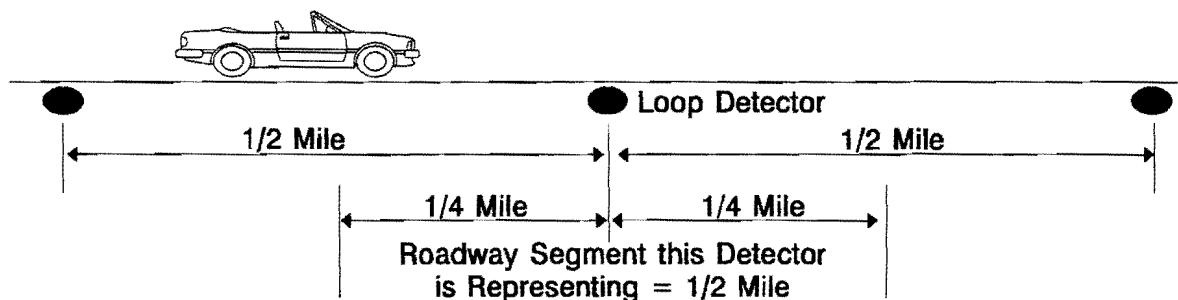 Loop Detector
1/2 Mile
1/2 Mile
1/4 Mile
1/4 Mile
Roadway Segment this Detector
is Representing = 1/2 Mile